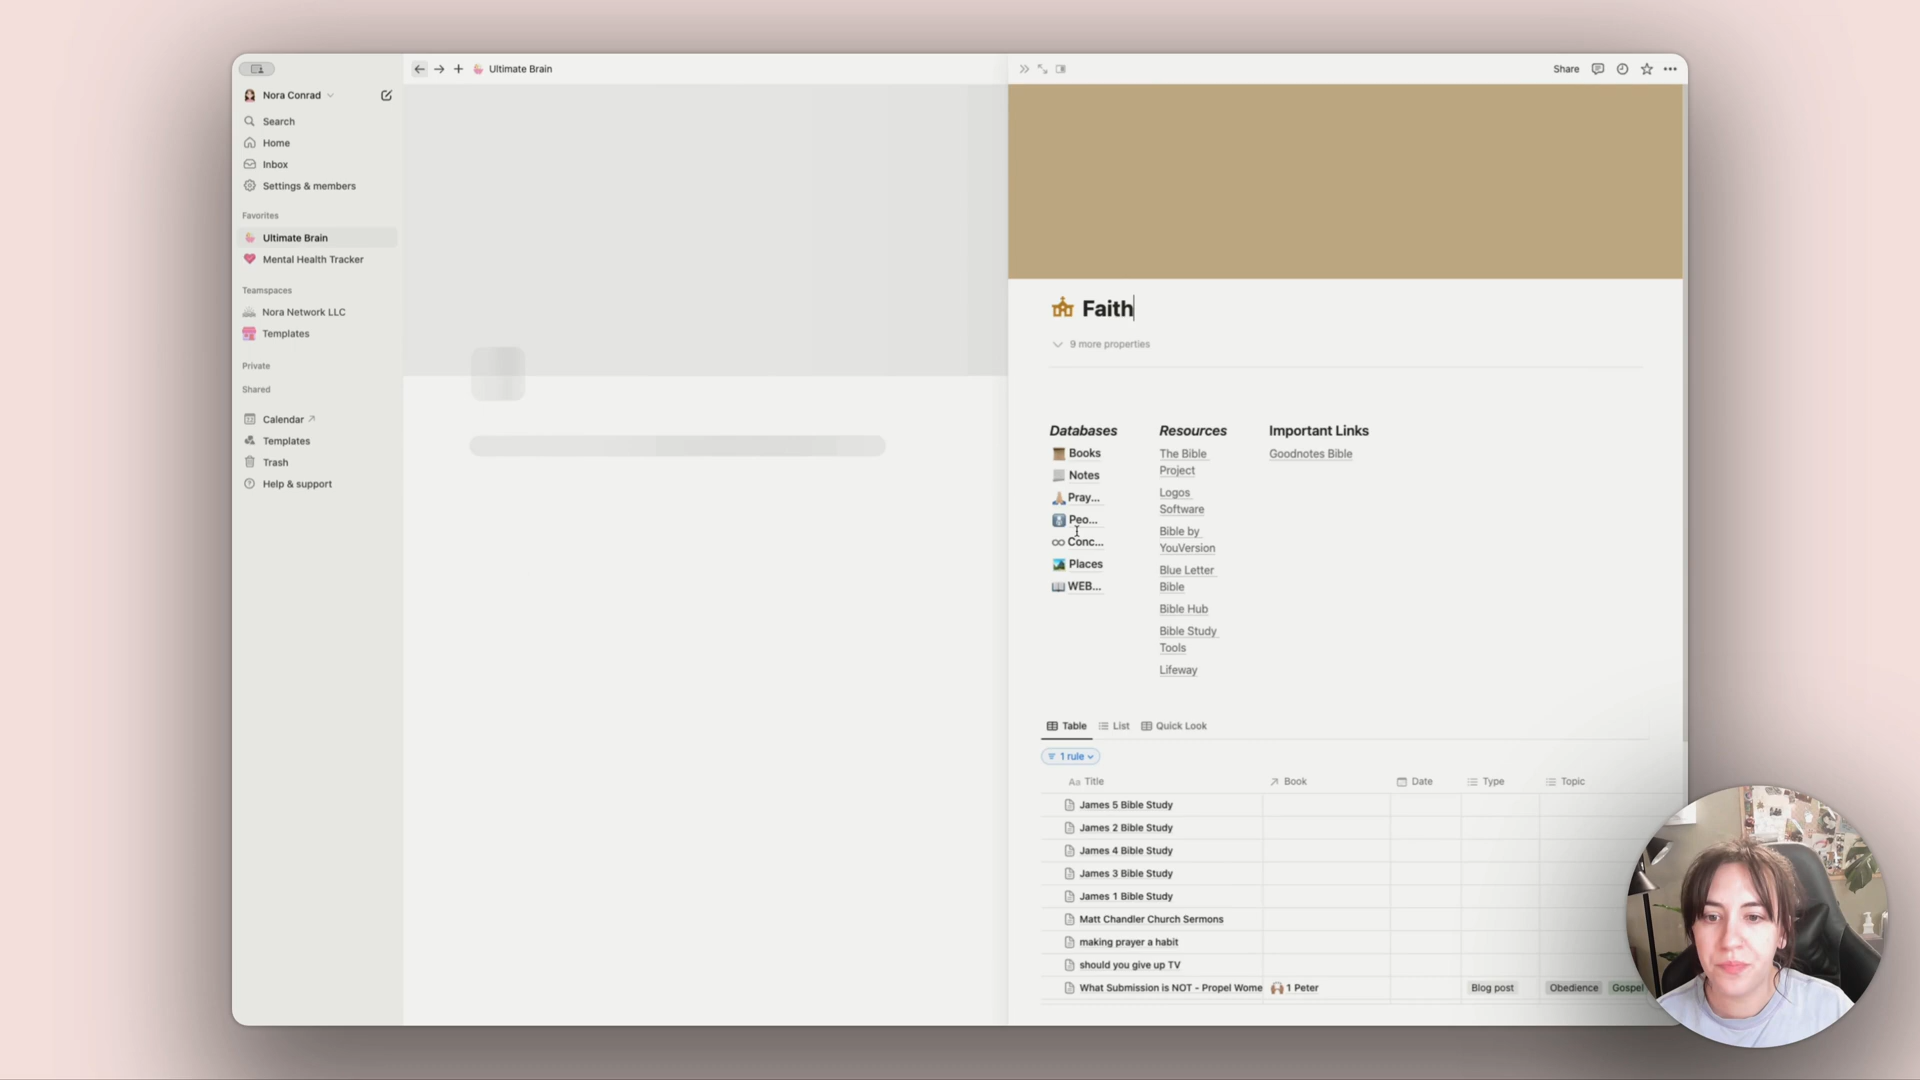 Ultimate Brain
Share
Nora Conrad
Search
Home
Inbox
Settings & members
Favorites
Ultimate Brain
Mental Health Tracker
Teamspaces
Nora Network LLC
Templates
Private
Shared
Calendar
Templates
Trash
Help & support
Faith
9 more properties
Databases
Books
Notes
Pray...
Peo...
Conc...
Places
WEB...
Resources
The Bible
Project
Logos
Software
Bible by
YouVersion
Blue Letter
Bible
Bible Hub
Bible Study
Tools
Lifeway
Important Links
Goodnotes Bible
Table List Quick Look
1 rule
Aa Title Book Date Type Topic
James 5 Bible Study
James 2 Bible Study
James 4 Bible Study
James 3 Bible Study
James 1 Bible Study
Matt Chandler Church Sermons
making prayer a habit
should you give up TV
What Submission is NOT - Propel Wome 1 Peter Blog post Obedience Gospel